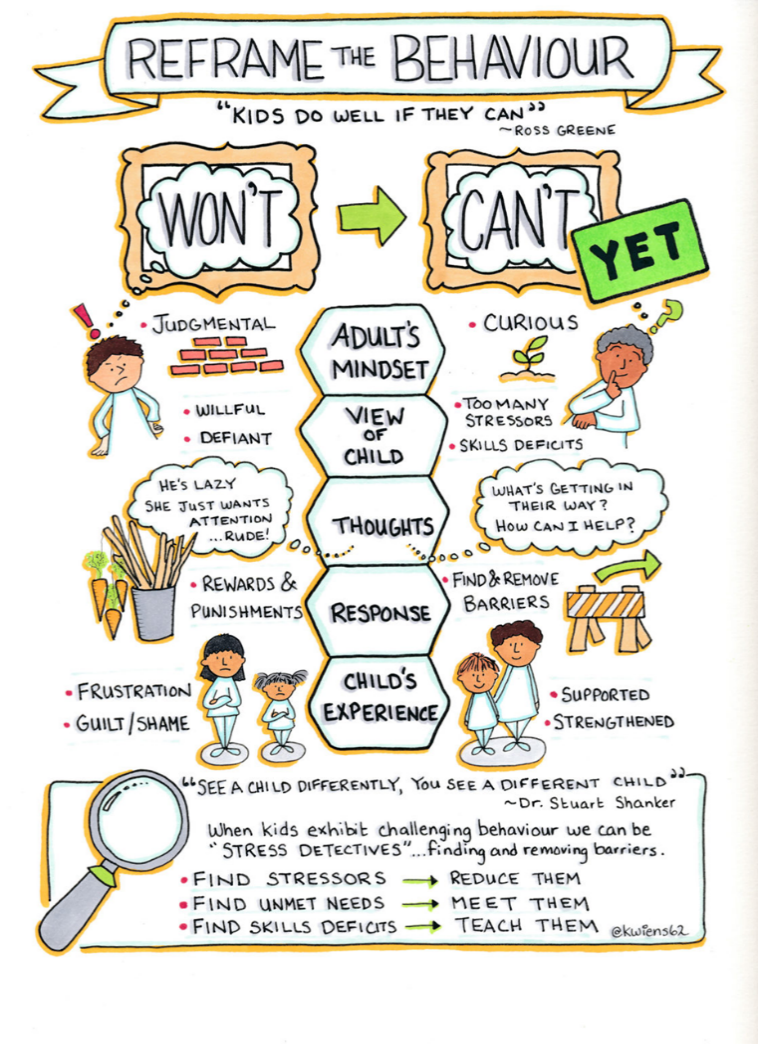 REFRAME THE BEHAVIOUR
"KIDS DO WELL IF THEY CAN"
~ROSS GREENE
WON'T
CAN'T
YET
!
?
• JUDGMENTAL
ADULT'S
MINDSET
• CURIOUS
• WILLFUL
• DEFIANT
VIEW
OF
CHILD
• TOO MANY
STRESSORS
• SKILLS DEFICITS
HE'S LAZY
SHE JUST WANTS
ATTENTION
...RUDE!
THOUGHTS
WHAT'S GETTING IN
THEIR WAY?
HOW CAN I HELP?
• REWARDS &
PUNISHMENTS
RESPONSE
• FIND & REMOVE
BARRIERS
• FRUSTRATION
• GUILT/SHAME
CHILD'S
EXPERIENCE
• SUPPORTED
• STRENGTHENED
"SEE A CHILD DIFFERENTLY, YOU SEE A DIFFERENT CHILD"
~Dr. Stuart Shanker
When kids exhibit challenging behaviour we can be
"STRESS DETECTIVES"...finding and removing barriers.
• FIND STRESSORS → REDUCE THEM
• FIND UNMET NEEDS → MEET THEM
• FIND SKILLS DEFICITS → TEACH THEM
@kwiens62